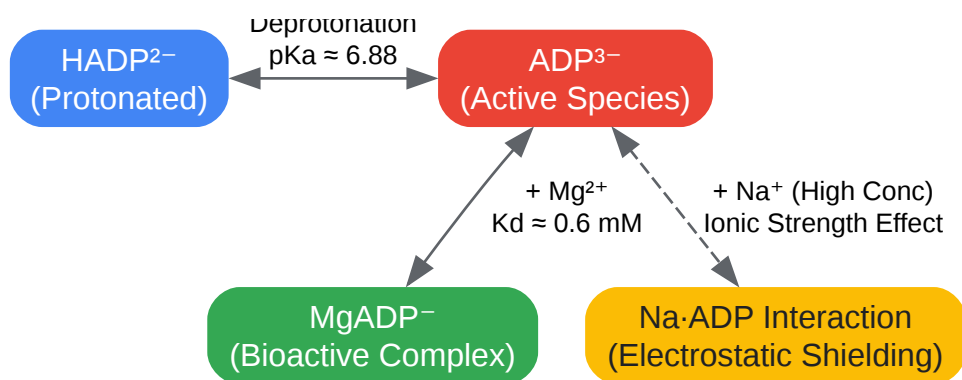 Deprotonation
pKa ≈ 6.88
HADP²⁻
(Protonated)
ADP³⁻
(Active Species)
+ Mg²⁺
Kd ≈ 0.6 mM
+ Na⁺ (High Conc)
Ionic Strength Effect
MgADP⁻
(Bioactive Complex)
Na·ADP Interaction
(Electrostatic Shielding)